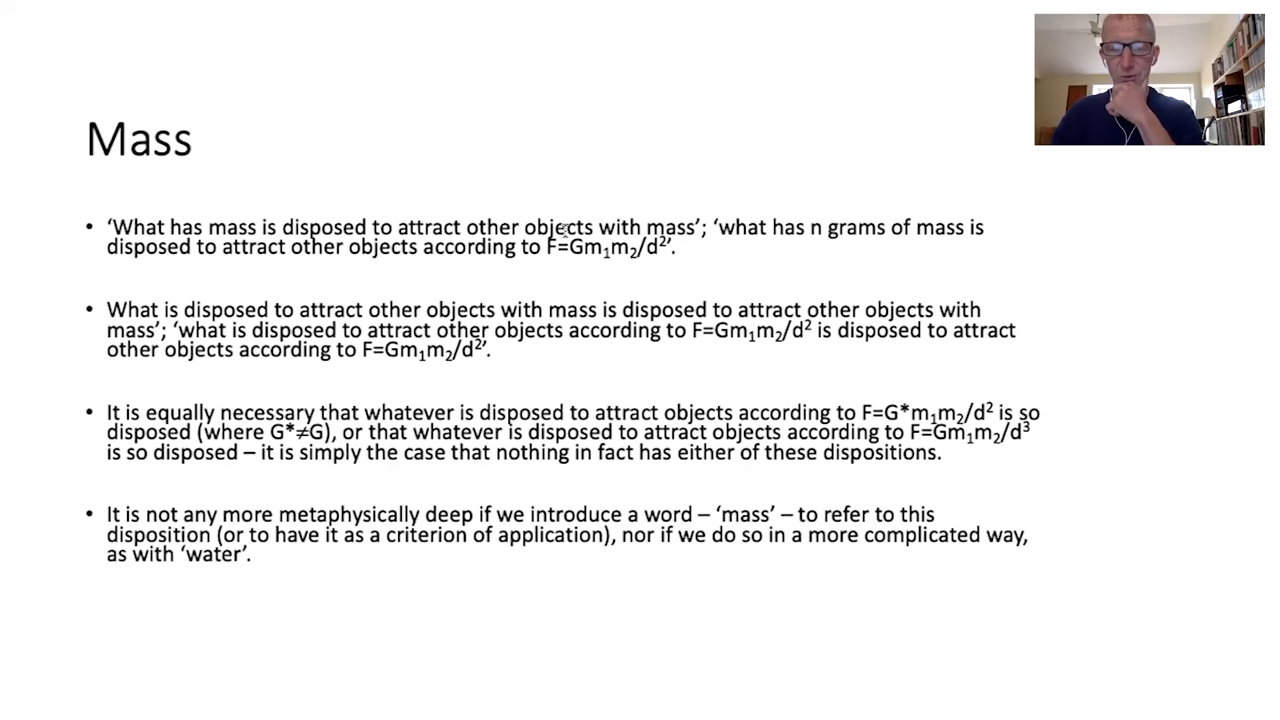 Mass
• ‘What has mass is disposed to attract other objects with mass’; ‘what has n grams of mass is
disposed to attract other objects according to F=Gm₁m₂/d²’.
• What is disposed to attract other objects with mass is disposed to attract other objects with
mass’; ‘what is disposed to attract other objects according to F=Gm₁m₂/d² is disposed to attract
other objects according to F=Gm₁m₂/d²’.
• It is equally necessary that whatever is disposed to attract objects according to F=G*m₁m₂/d² is so
disposed (where G*≠G), or that whatever is disposed to attract objects according to F=Gm₁m₂/d³
is so disposed – it is simply the case that nothing in fact has either of these dispositions.
• It is not any more metaphysically deep if we introduce a word – ‘mass’ – to refer to this
disposition (or to have it as a criterion of application), nor if we do so in a more complicated way,
as with ‘water’.